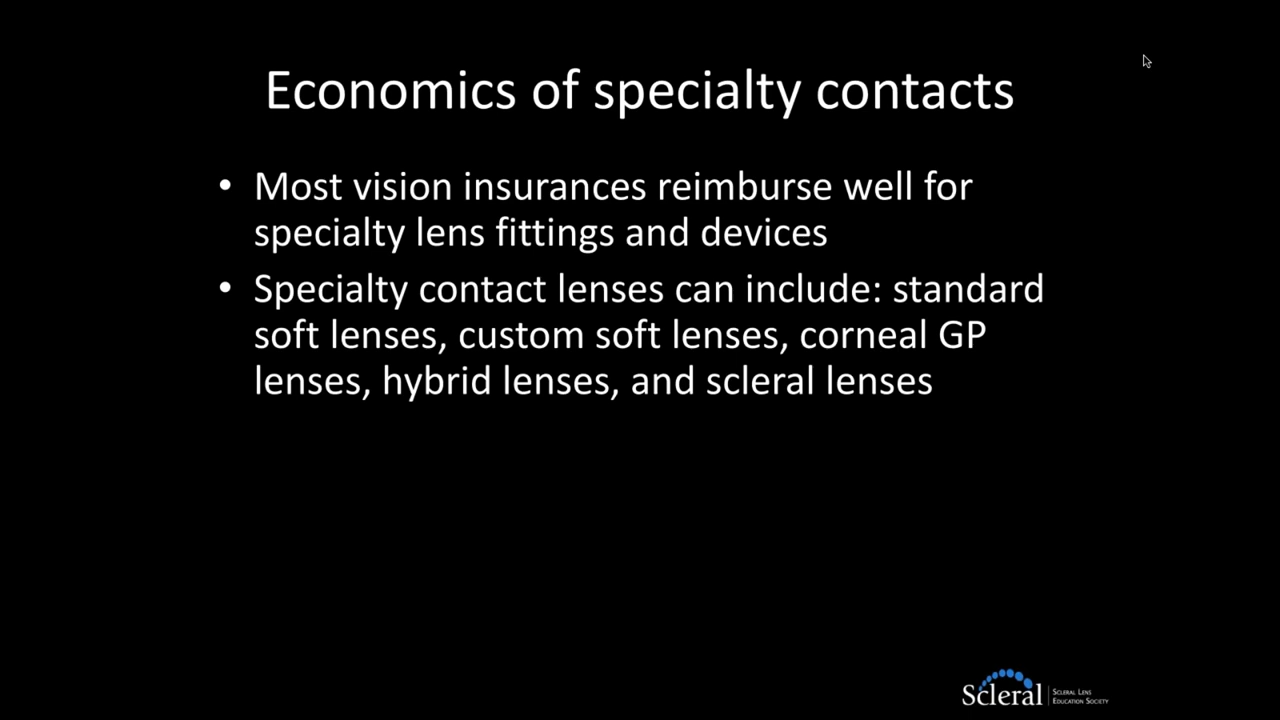 Economics of specialty contacts
• Most vision insurances reimburse well for
specialty lens fittings and devices
• Specialty contact lenses can include: standard
soft lenses, custom soft lenses, corneal GP
lenses, hybrid lenses, and scleral lenses
Scleral
Scleral Lens
Education Society